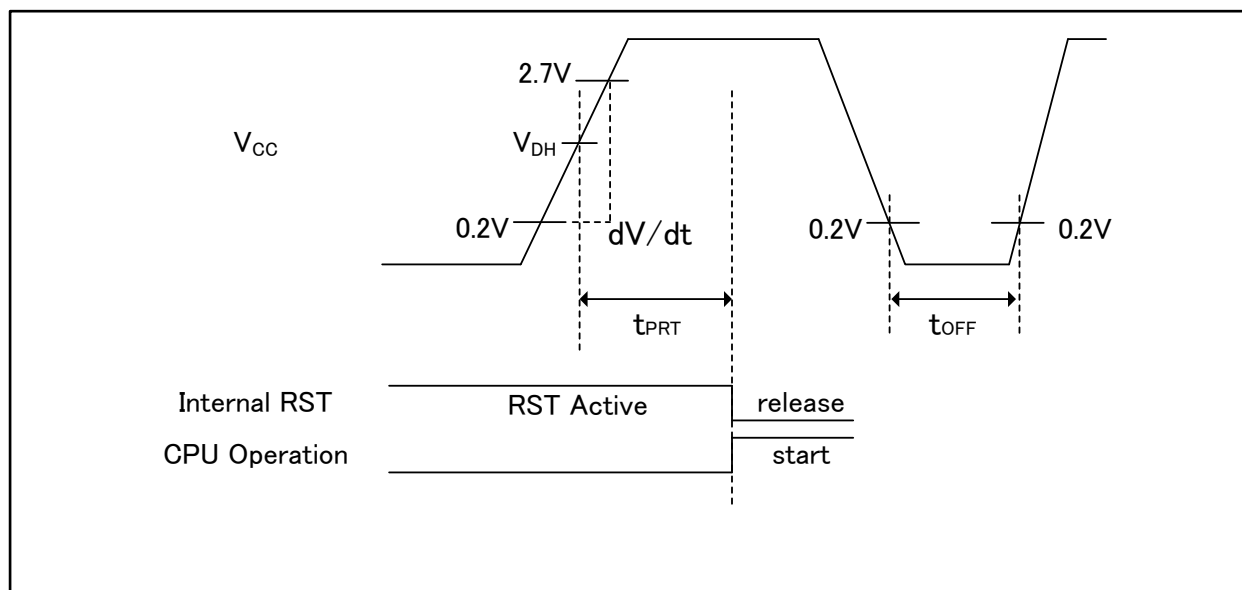 2.7V
VCC
VDH
0.2V
dV/dt
0.2V
0.2V
tPRT
tOFF
Internal RST
RST Active
release
CPU Operation
start